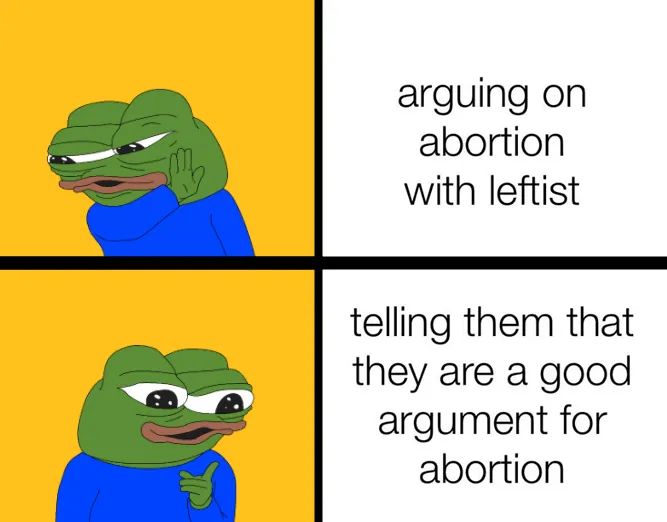 arguing on
abortion
with leftist
telling them that
they are a good
argument for
abortion